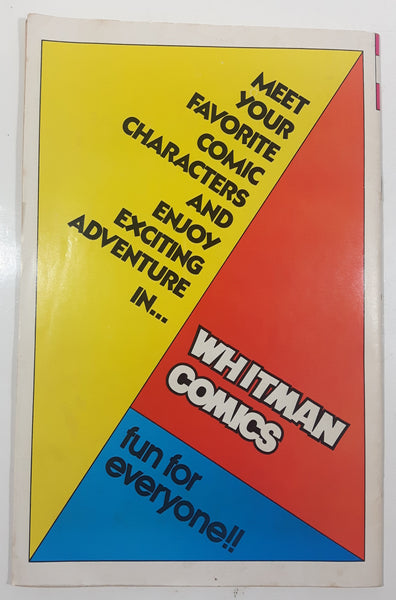 MEET
YOUR
FAVORITE
COMIC
CHARACTERS
AND
ENJOY
EXCITING
ADVENTURE
IN...
WHITMAN
COMICS
fun for
everyone!!